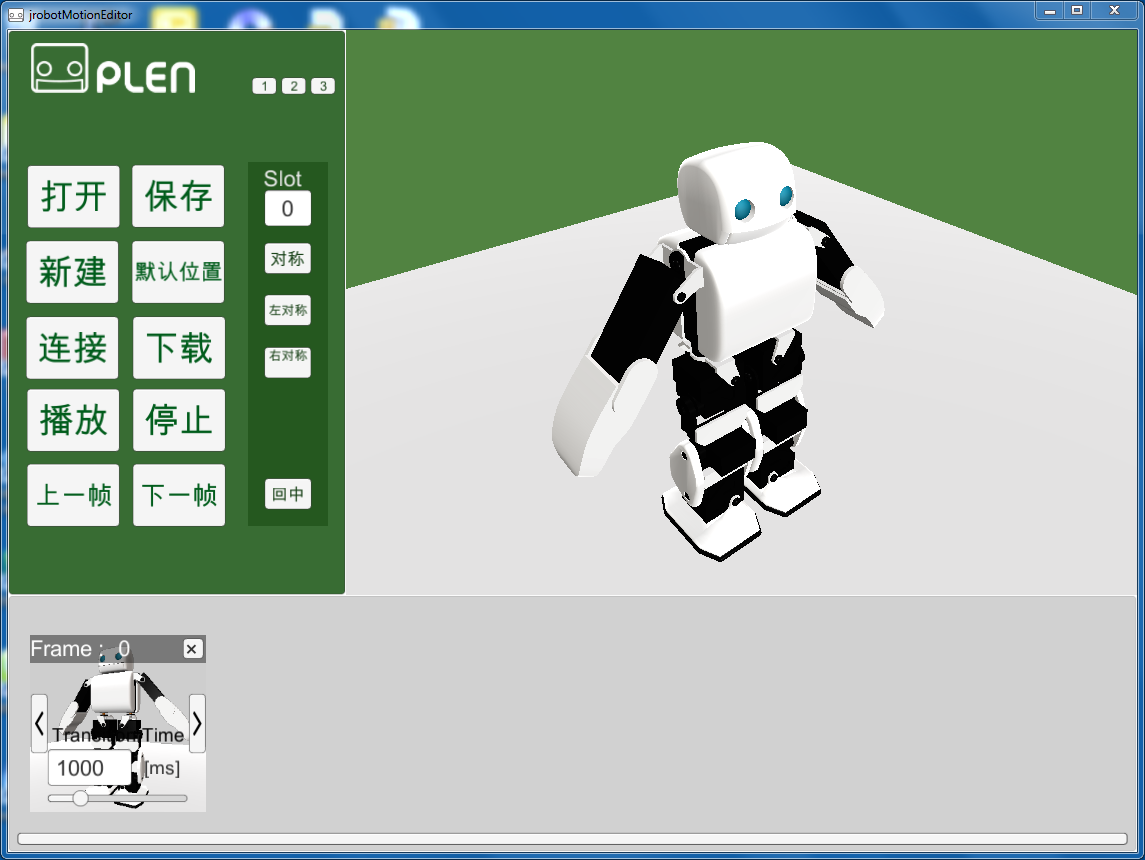 jrobotMotionEditor
PLEN
1 2 3
打开 保存
新建 默认位置
连接 下载
播放 停止
上一帧 下一帧
Slot
0
对称
左对称
右对称
回中
Frame : 0
Transition Time
1000 [ms]